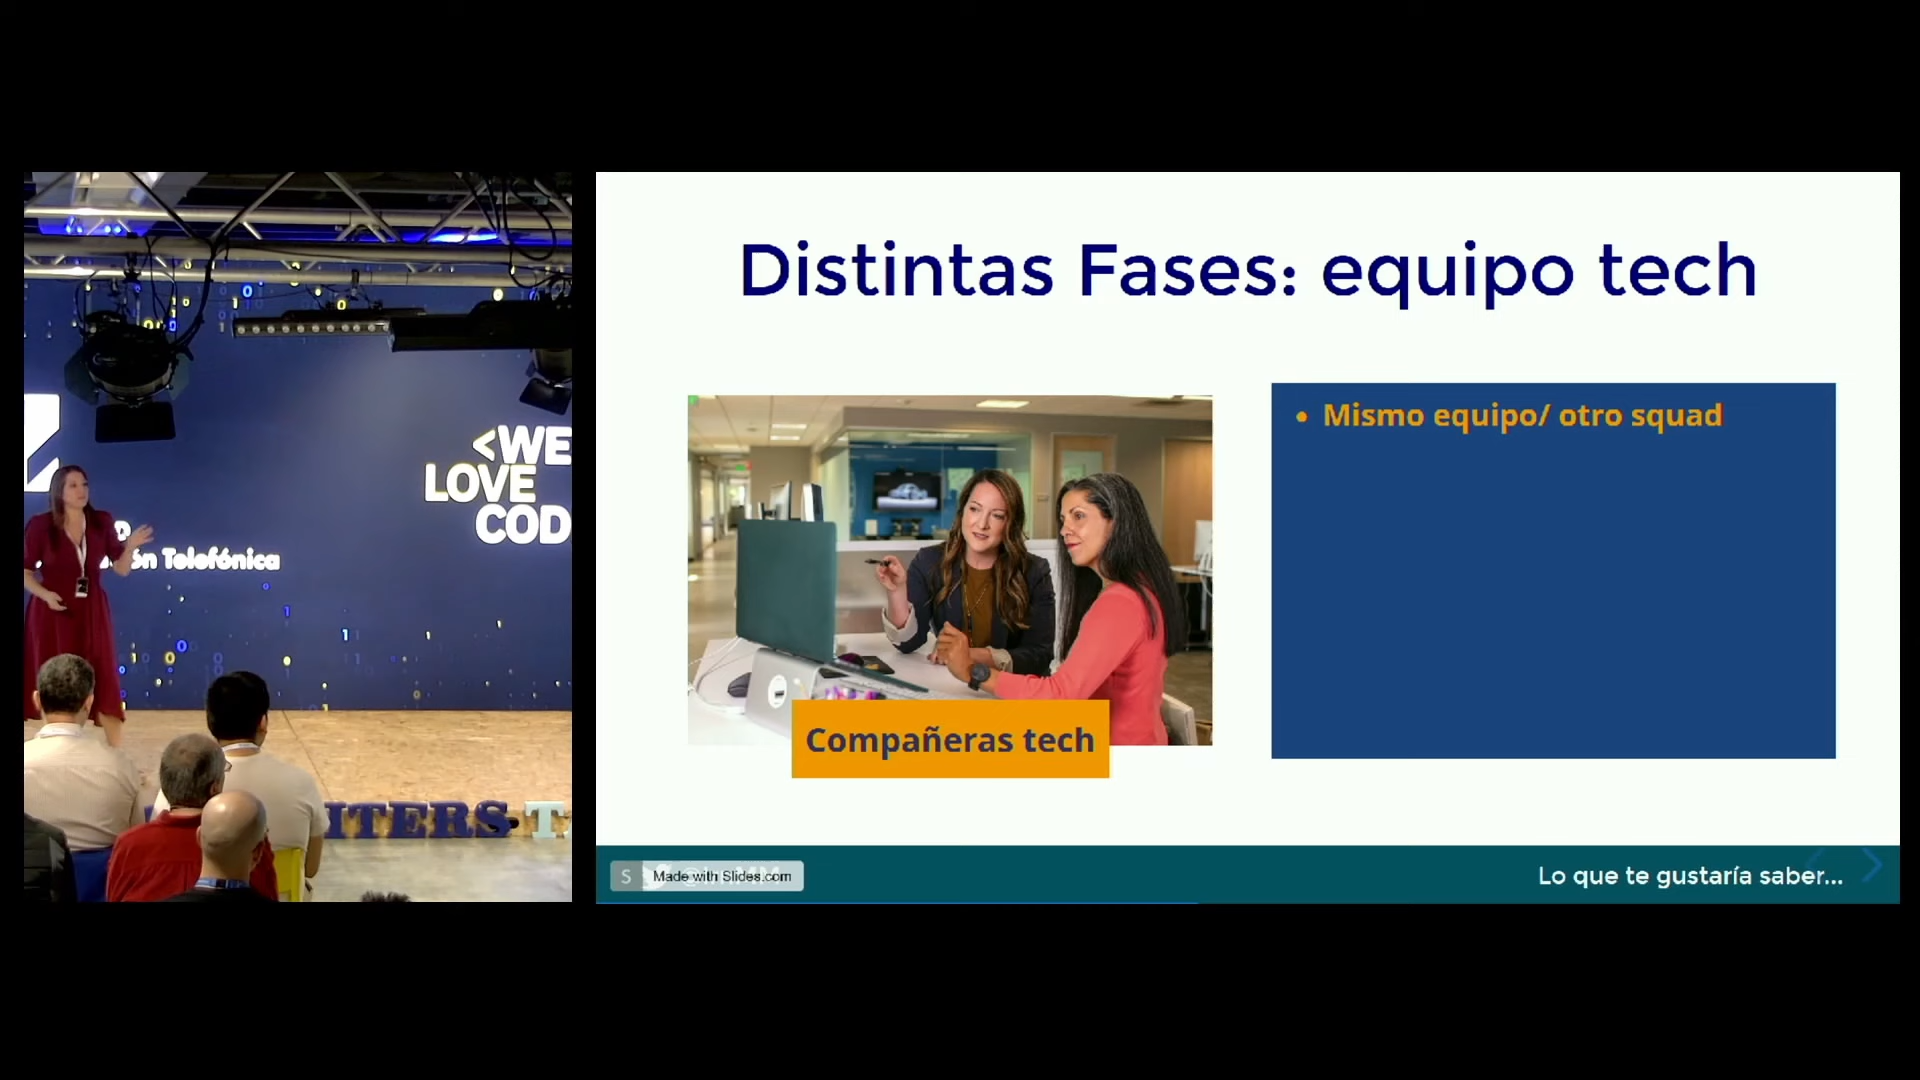 <WE
LOVE
COD
ón Telefónica
ITERS
Distintas Fases: equipo tech
Mismo equipo/ otro squad
Compañeras tech
S Made with Slides.com
Lo que te gustaría saber...